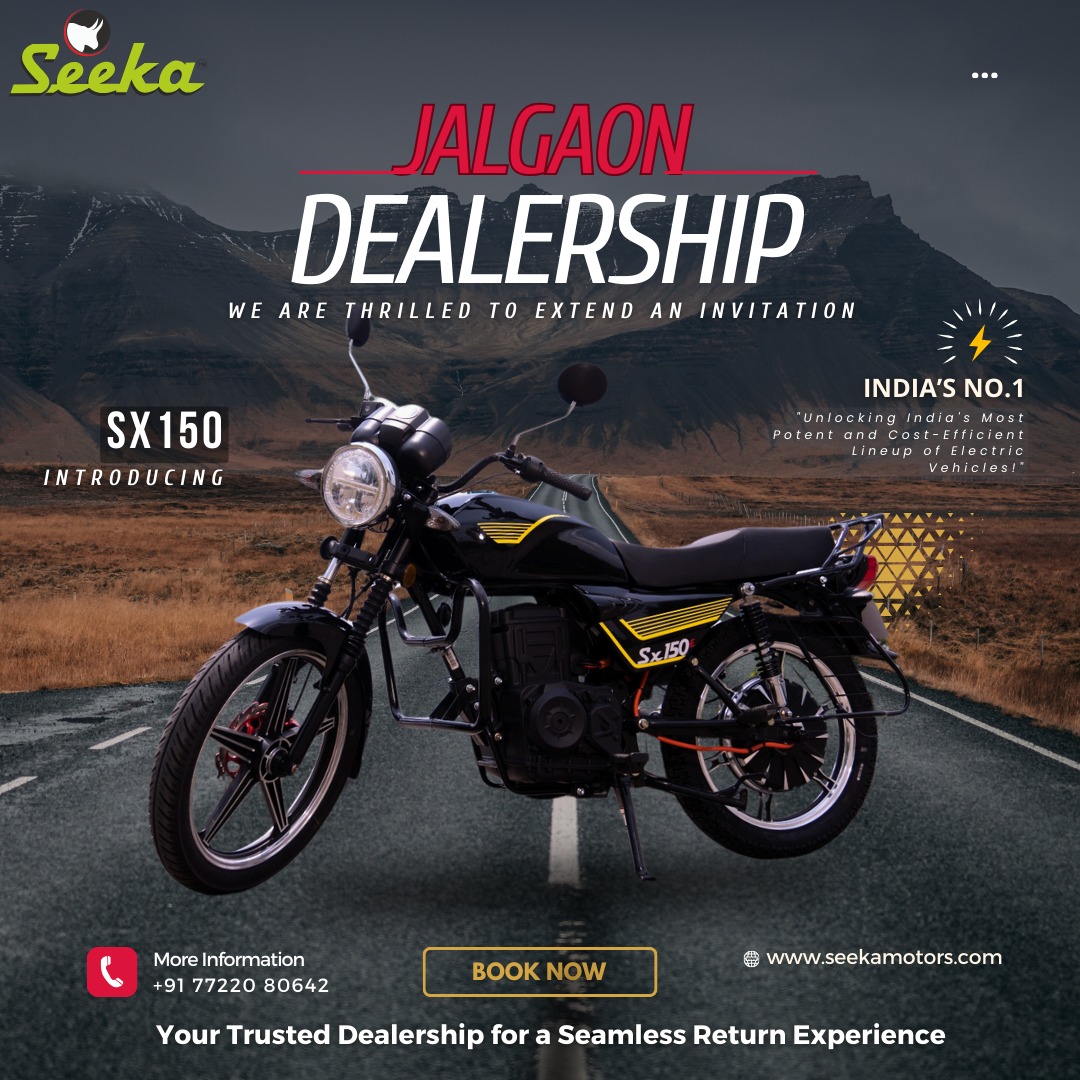 Seeka
JALGAON
DEALERSHIP
WE ARE THRILLED TO EXTEND AN INVITATION
INDIA'S NO.1
"Unlocking India's Most
Potent and Cost-Efficient
Lineup of Electric
Vehicles!"
SX150
INTRODUCING
Sx150E
More Information
+91 77220 80642
BOOK NOW
www.seekamotors.com
Your Trusted Dealership for a Seamless Return Experience